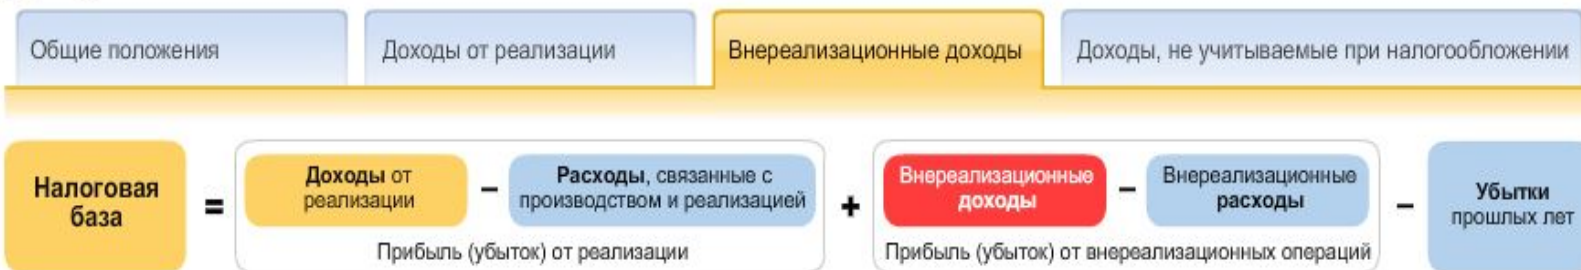 Общие положения
Доходы от реализации
Внереализационные доходы
Доходы, не учитываемые при налогообложении
Налоговая
база
=
Доходы от
реализации
–
Расходы, связанные с
производством и реализацией
Прибыль (убыток) от реализации
+
Внереализационные
доходы
–
Внереализационные
расходы
Прибыль (убыток) от внереализационных операций
–
Убытки
прошлых лет